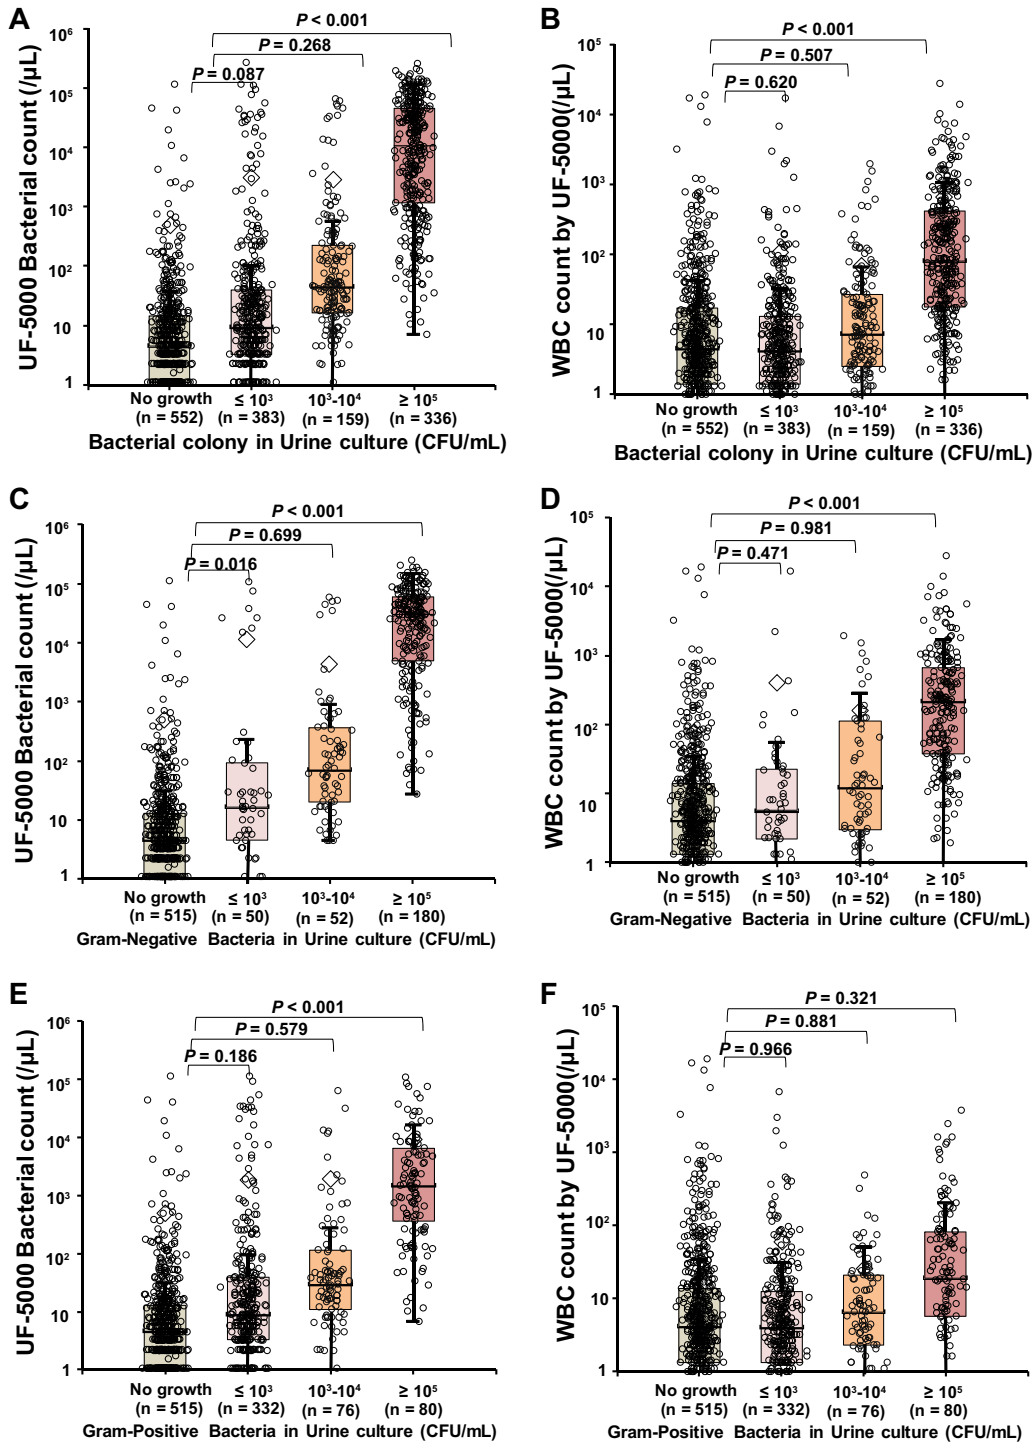 A
P < 0.001
P = 0.268
P = 0.087
UF-5000 Bacterial count (/µL)
10⁶
10⁵
10⁴
10³
10²
10
1
No growth ≤ 10³ 10³-10⁴ ≥ 10⁵
(n = 552) (n = 383) (n = 159) (n = 336)
Bacterial colony in Urine culture (CFU/mL)
B
P < 0.001
P = 0.507
P = 0.620
WBC count by UF-5000(/µL)
10⁵
10⁴
10³
10²
10
1
No growth ≤ 10³ 10³-10⁴ ≥ 10⁵
(n = 552) (n = 383) (n = 159) (n = 336)
Bacterial colony in Urine culture (CFU/mL)
C
P < 0.001
P = 0.699
P = 0.016
UF-5000 Bacterial count (/µL)
10⁶
10⁵
10⁴
10³
10²
10
1
No growth ≤ 10³ 10³-10⁴ ≥ 10⁵
(n = 515) (n = 50) (n = 52) (n = 180)
Gram-Negative Bacteria in Urine culture (CFU/mL)
D
P < 0.001
P = 0.981
P = 0.471
WBC count by UF-5000(/µL)
10⁵
10⁴
10³
10²
10
1
No growth ≤ 10³ 10³-10⁴ ≥ 10⁵
(n = 515) (n = 50) (n = 52) (n = 180)
Gram-Negative Bacteria in Urine culture (CFU/mL)
E
P < 0.001
P = 0.579
P = 0.186
UF-5000 Bacterial count (/µL)
10⁶
10⁵
10⁴
10³
10²
10
1
No growth ≤ 10³ 10³-10⁴ ≥ 10⁵
(n = 515) (n = 332) (n = 76) (n = 80)
Gram-Positive Bacteria in Urine culture (CFU/mL)
F
P = 0.321
P = 0.881
P = 0.966
WBC count by UF-5000(/µL)
10⁵
10⁴
10³
10²
10
1
No growth ≤ 10³ 10³-10⁴ ≥ 10⁵
(n = 515) (n = 332) (n = 76) (n = 80)
Gram-Positive Bacteria in Urine culture (CFU/mL)